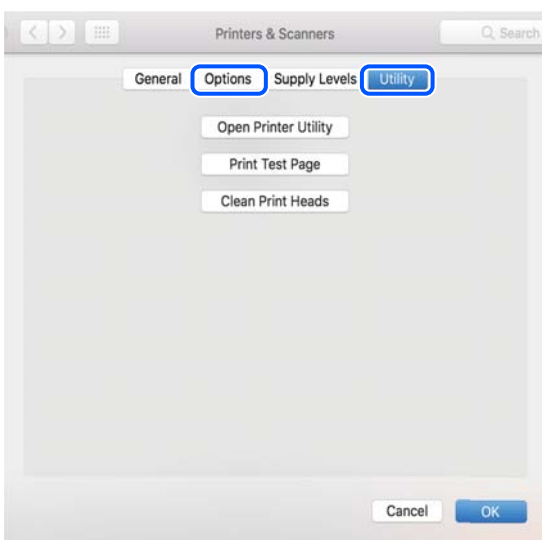 Printers & Scanners Search
General Options Supply Levels Utility
Open Printer Utility
Print Test Page
Clean Print Heads
Cancel OK